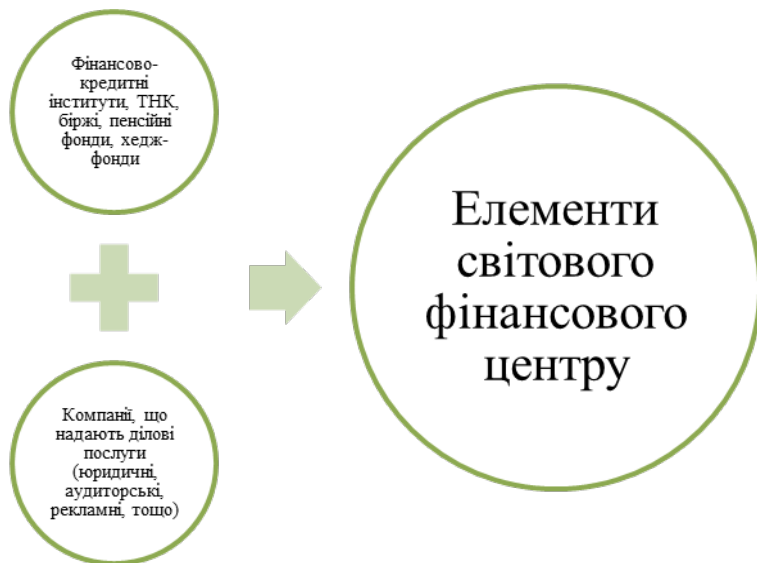 Фінансово-
кредитні
інститути, ТНК,
біржі, пенсійні
фонди, хедж-
фонди
Компанії, що
надають ділові
послуги
(юридичні,
аудиторські,
рекламні, тощо)
Елементи
світового
фінансового
центру